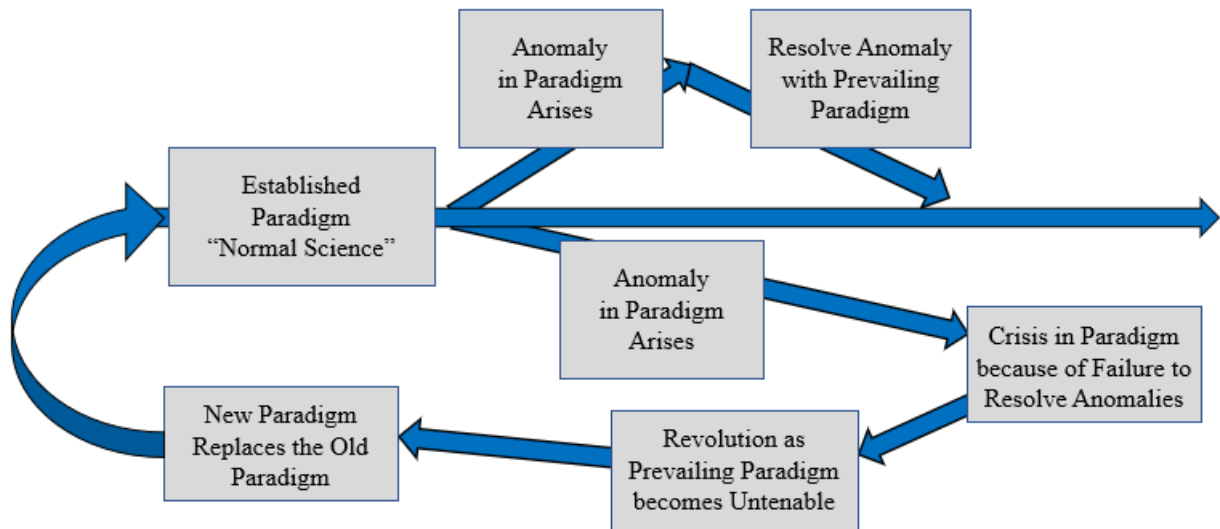 Anomaly
in Paradigm
Arises
Resolve Anomaly
with Prevailing
Paradigm
Established
Paradigm
“Normal Science”
Anomaly
in Paradigm
Arises
Crisis in Paradigm
because of Failure to
Resolve Anomalies
Revolution as
Prevailing Paradigm
becomes Untenable
New Paradigm
Replaces the Old
Paradigm